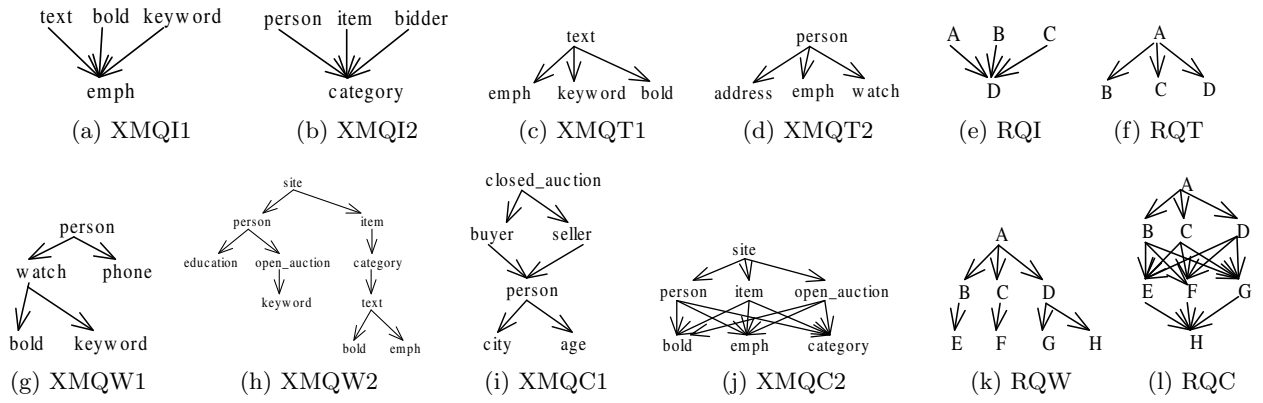 text bold keyword
emph
(a) XMQI1
person item bidder
category
(b) XMQI2
text
emph keyword bold
(c) XMQT1
person
address emph watch
(d) XMQT2
A B C
D
(e) RQI
A
B C D
(f) RQT
person
watch phone
bold keyword
(g) XMQW1
site
person item
education open_auction category
keyword text
bold emph
(h) XMQW2
closed_auction
buyer seller
person
city age
(i) XMQC1
site
person item open_auction
bold emph category
(j) XMQC2
A
B C D
E F G H
(k) RQW
A
B C D
E F G
H
(l) RQC